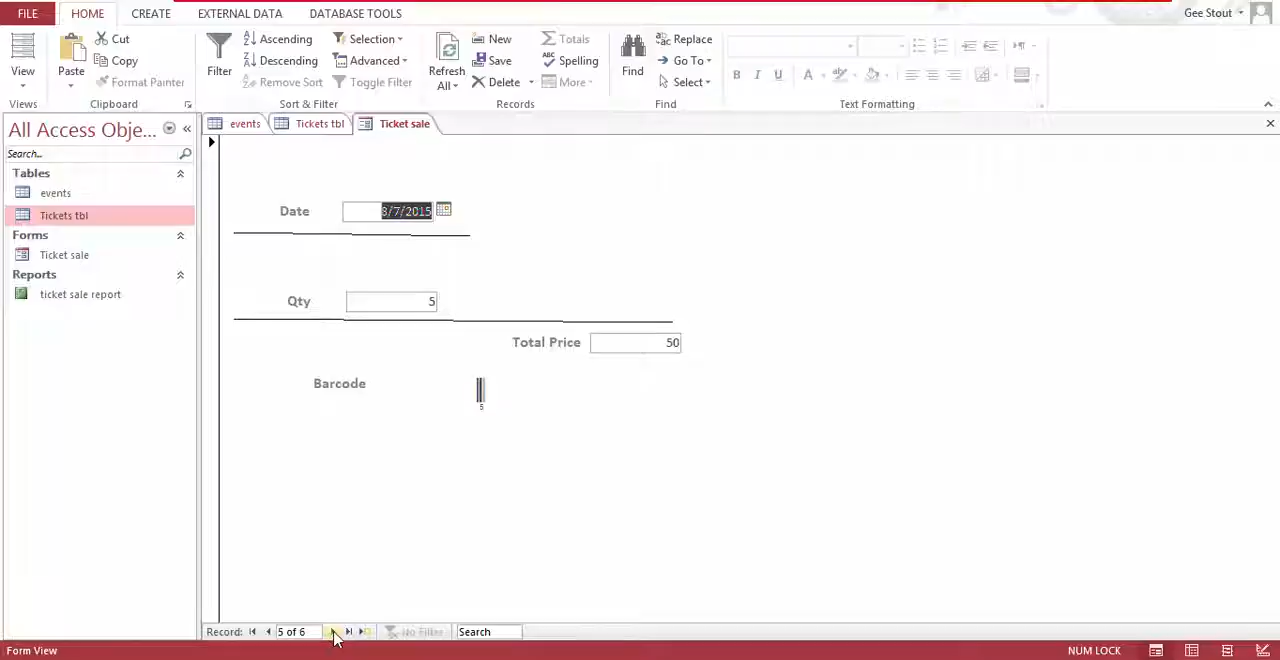 FILE HOME CREATE EXTERNAL DATA DATABASE TOOLS Gee Stout
View
Views
Paste
Cut
Copy
Format Painter
Clipboard
Filter
Ascending
Descending
Remove Sort
Selection
Advanced
Toggle Filter
Sort & Filter
Refresh
All
New
Save
Delete
Totals
Spelling
More
Records
Find
Replace
Go To
Select
Find
B I U A
Text Formatting
All Access Obje...
Search...
Tables
events
Tickets tbl
Forms
Ticket sale
Reports
ticket sale report
events Tickets tbl Ticket sale
Date 8/7/2015
Qty 5
Total Price 50
Barcode
5
Record: 5 of 6 No Filter Search
Form View NUM LOCK